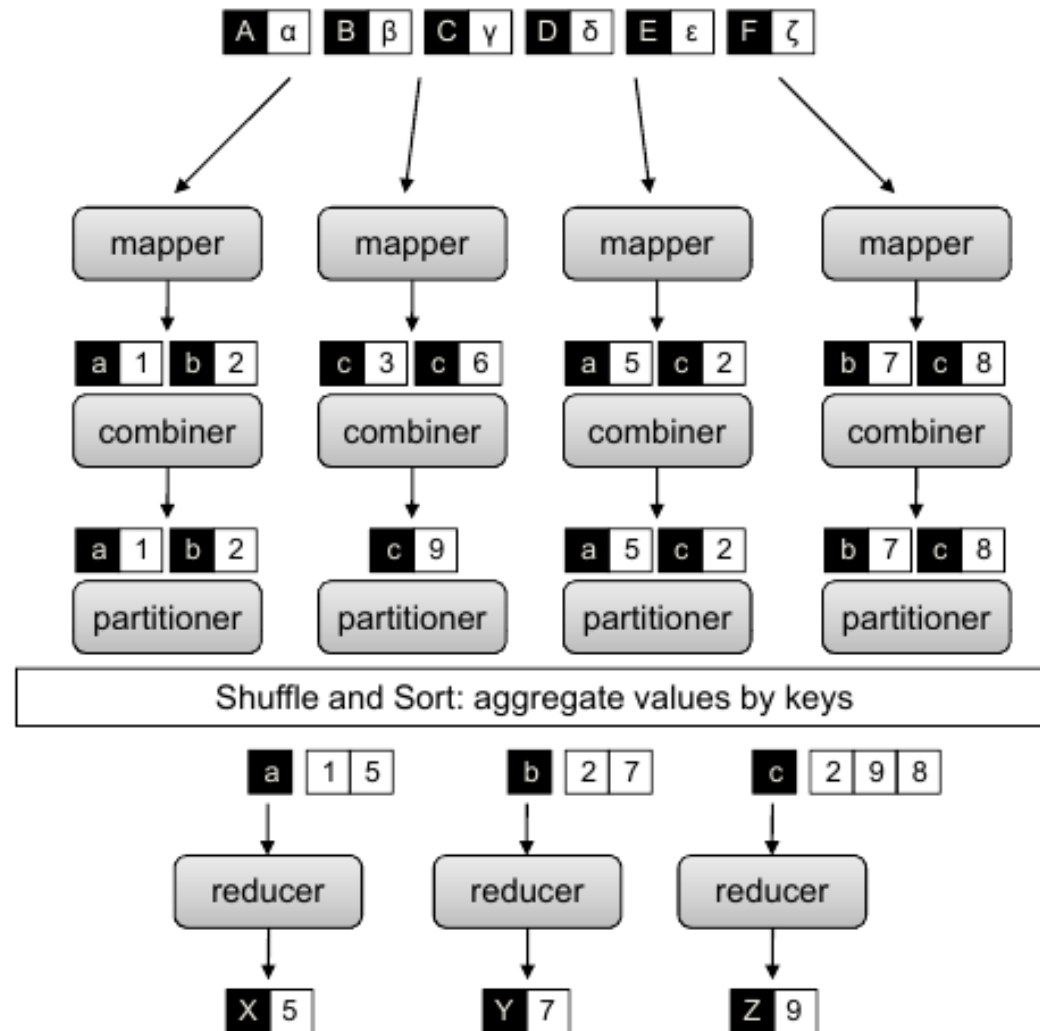 A α B β C γ D δ E ε F ζ
mapper mapper mapper mapper
a 1 b 2 c 3 c 6 a 5 c 2 b 7 c 8
combiner combiner combiner combiner
a 1 b 2 c 9 a 5 c 2 b 7 c 8
partitioner partitioner partitioner partitioner
Shuffle and Sort: aggregate values by keys
a 1 5 b 2 7 c 2 9 8
reducer reducer reducer
X 5 Y 7 Z 9